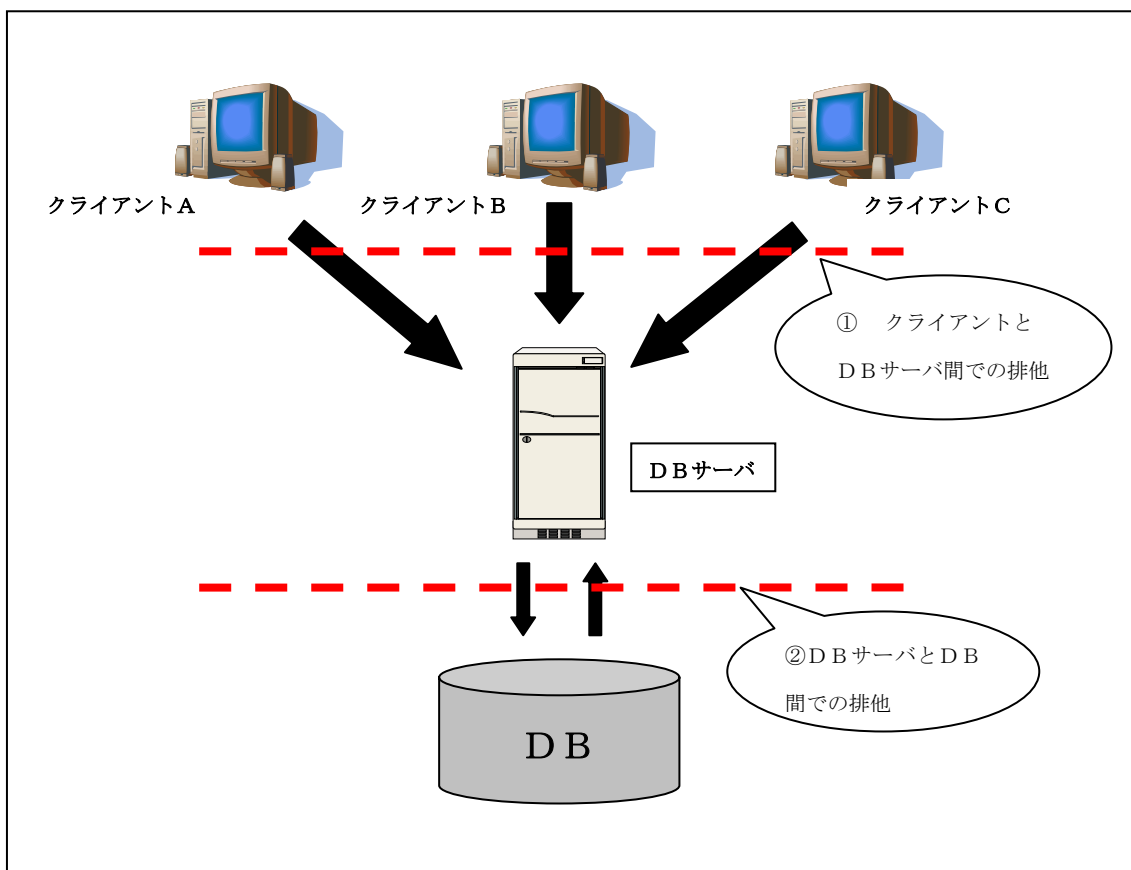 クライアントA
クライアントB
クライアントC
① クライアントと
DBサーバ間での排他
DBサーバ
②DBサーバとDB
間での排他
DB